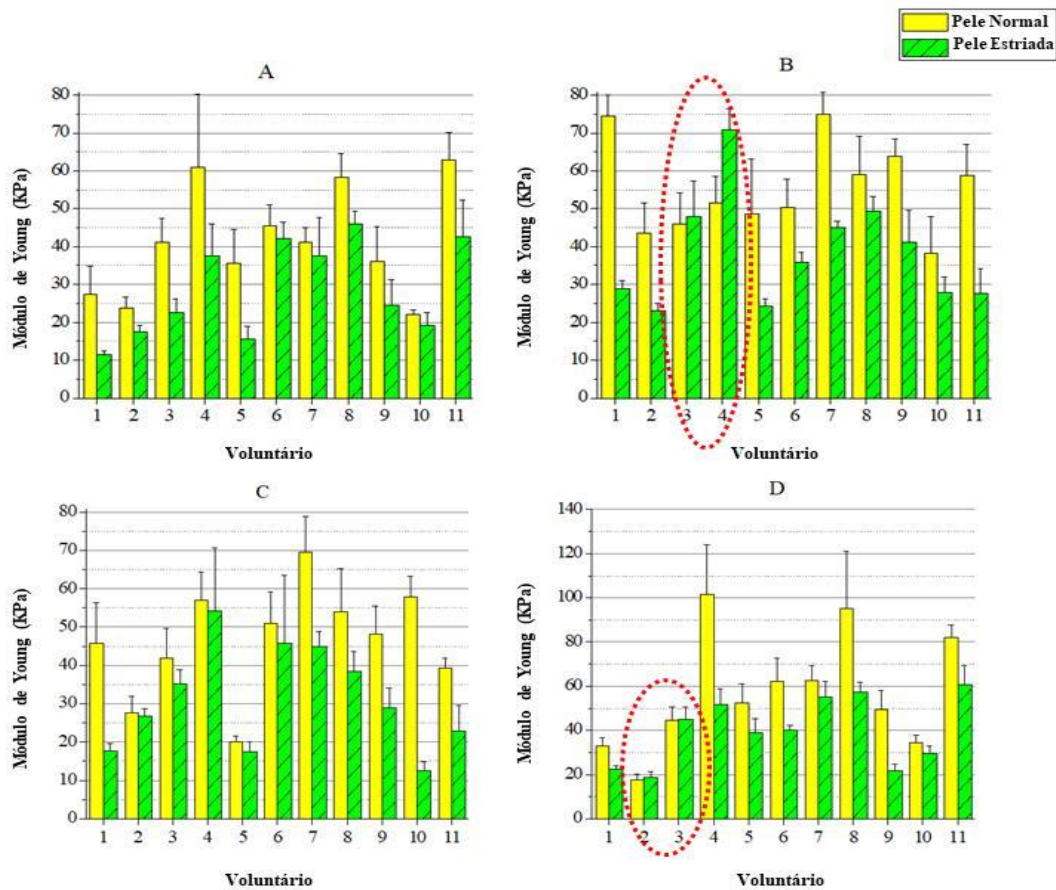 Pele Normal
Pele Estriada
A
80
70
60
50
40
30
20
10
0
Módulo de Young (KPa)
1 2 3 4 5 6 7 8 9 10 11
Voluntário
B
80
70
60
50
40
30
20
10
0
Módulo de Young (KPa)
1 2 3 4 5 6 7 8 9 10 11
Voluntário
C
80
70
60
50
40
30
20
10
0
Módulo de Young (KPa)
1 2 3 4 5 6 7 8 9 10 11
Voluntário
D
140
120
100
80
60
40
20
0
Módulo de Young (KPa)
1 2 3 4 5 6 7 8 9 10 11
Voluntário